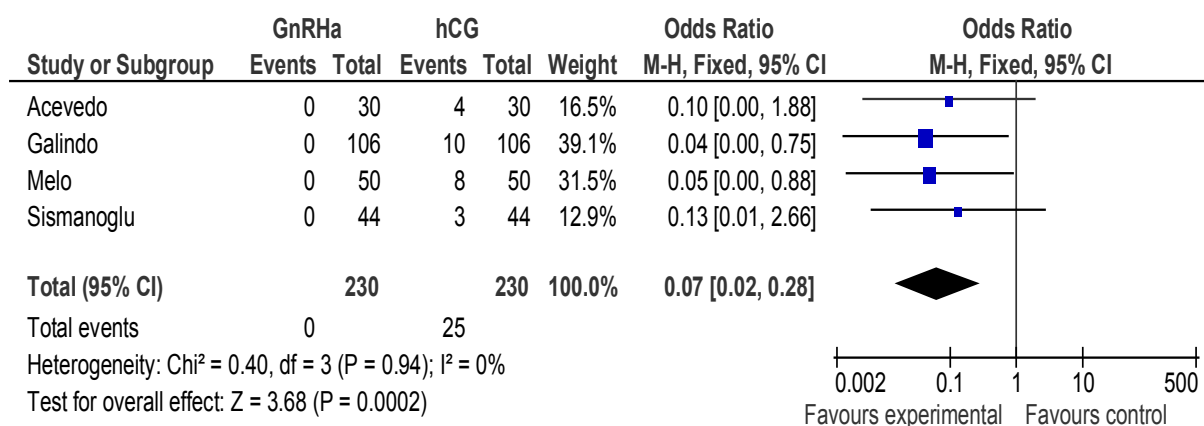 GnRHa hCG Odds Ratio Odds Ratio
Study or Subgroup Events Total Events Total Weight M-H, Fixed, 95% CI M-H, Fixed, 95% CI
Acevedo 0 30 4 30 16.5% 0.10 [0.00, 1.88]
Galindo 0 106 10 106 39.1% 0.04 [0.00, 0.75]
Melo 0 50 8 50 31.5% 0.05 [0.00, 0.88]
Sismanoglu 0 44 3 44 12.9% 0.13 [0.01, 2.66]
Total (95% CI) 230 230 100.0% 0.07 [0.02, 0.28]
Total events 0 25
Heterogeneity: Chi² = 0.40, df = 3 (P = 0.94); I² = 0%
Test for overall effect: Z = 3.68 (P = 0.0002)
0.002 0.1 1 10 500
Favours experimental Favours control